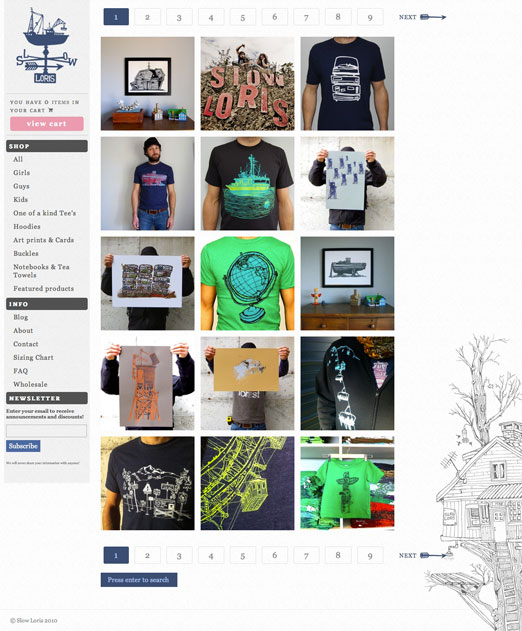 1 2 3 4 5 6 7 8 9 NEXT
SLOW
LORIS
YOU HAVE 0 ITEMS IN
YOUR CART
view cart
SHOP
All
Girls
Guys
Kids
One of a kind Tee's
Hoodies
Art prints & Cards
Buckles
Notebooks & Tea
Towels
Featured products
INFO
Blog
About
Contact
Sizing Chart
FAQ
Wholesale
NEWSLETTER
Enter your email to receive
announcements and discounts!
Subscribe
We will never share your information with anyone!
SLOW
LORIS
1 2 3 4 5 6 7 8 9 NEXT
Press enter to search
© Slow Loris 2010